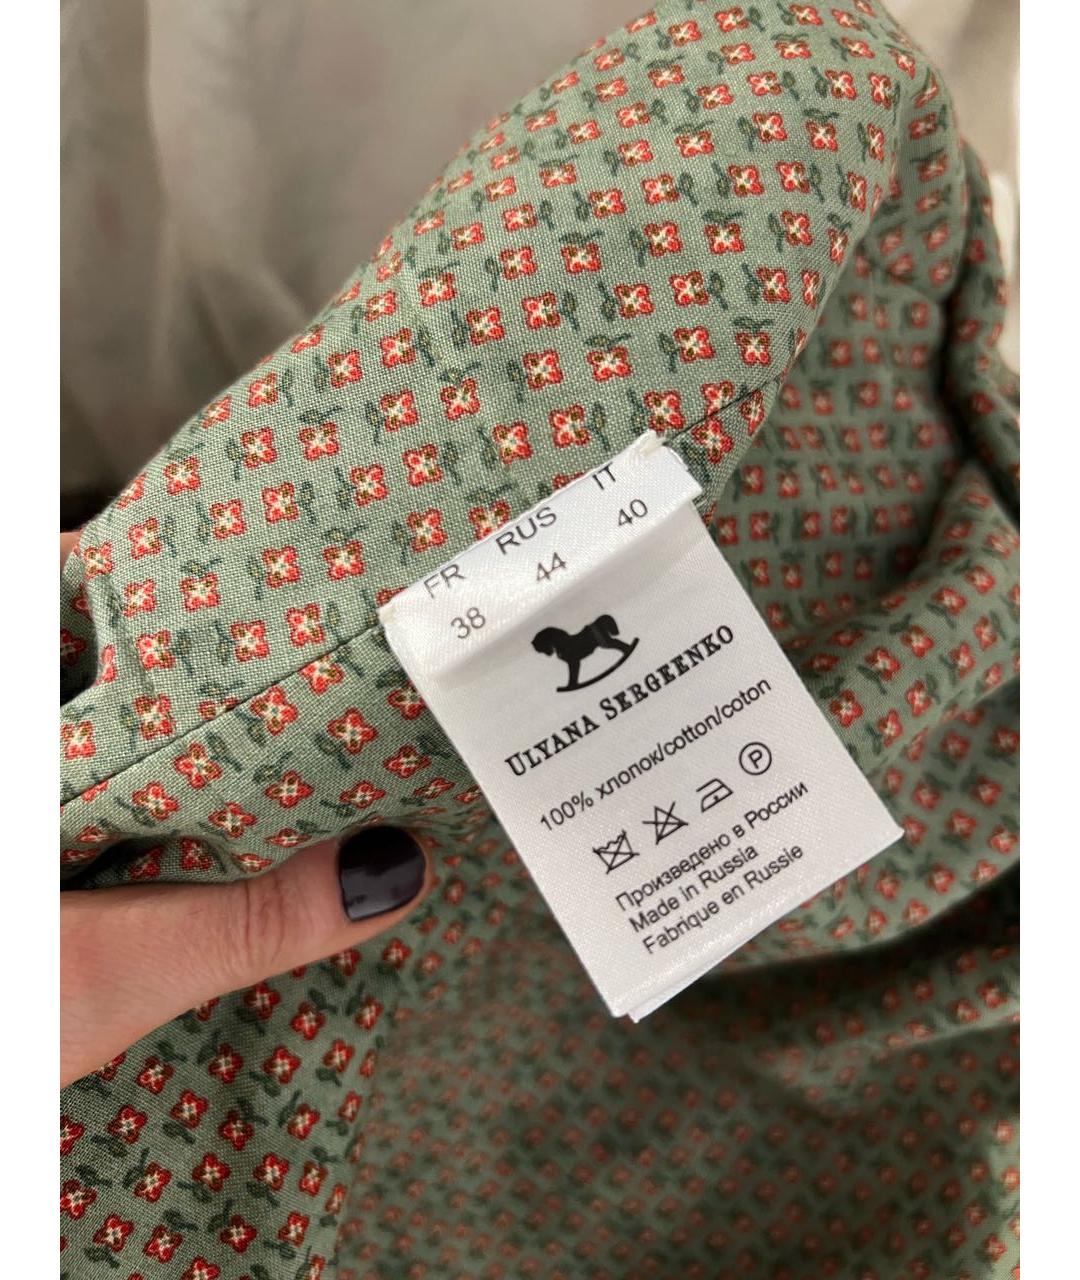 FR RUS IT
38 44 40
ULYANA SERGEENKO
100% хлопок/cotton/coton
P
Произведено в России
Made in Russia
Fabrique en Russie